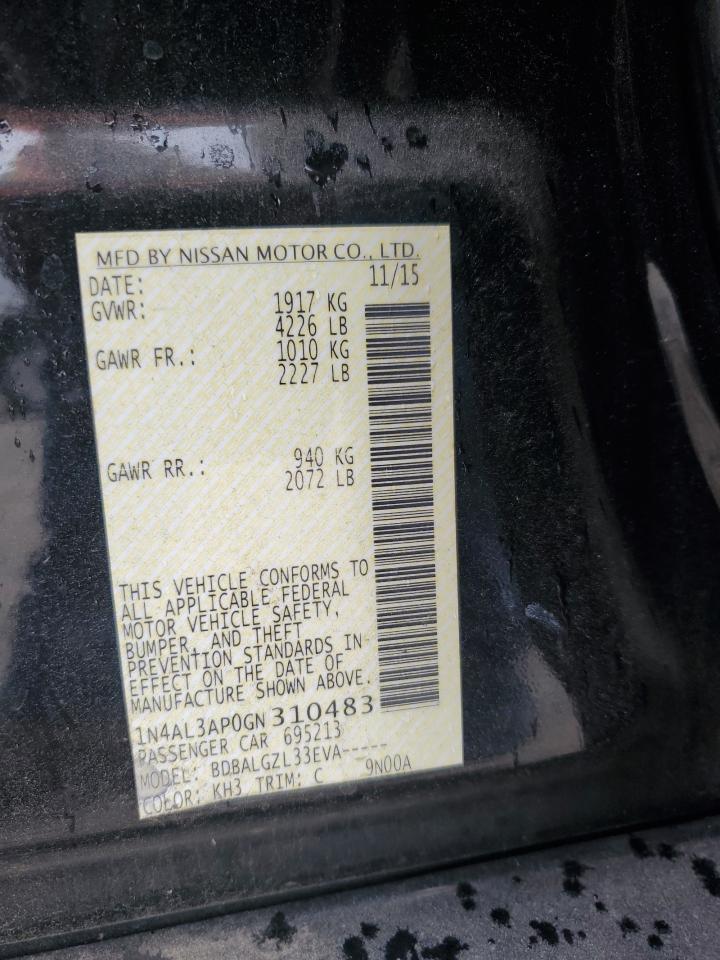 MFD BY NISSAN MOTOR CO., LTD.
DATE: 11/15
GVWR: 1917 KG
4226 LB
GAWR FR.: 1010 KG
2227 LB
GAWR RR.: 940 KG
2072 LB
THIS VEHICLE CONFORMS TO
ALL APPLICABLE FEDERAL
MOTOR VEHICLE SAFETY,
BUMPER, AND THEFT
PREVENTION STANDARDS IN
EFFECT ON THE DATE OF
MANUFACTURE SHOWN ABOVE.
1N4AL3AP0GN310483
PASSENGER CAR 695213
MODEL: BDBALGZL33EVA-----
COLOR: KH3 TRIM: C 9N00A